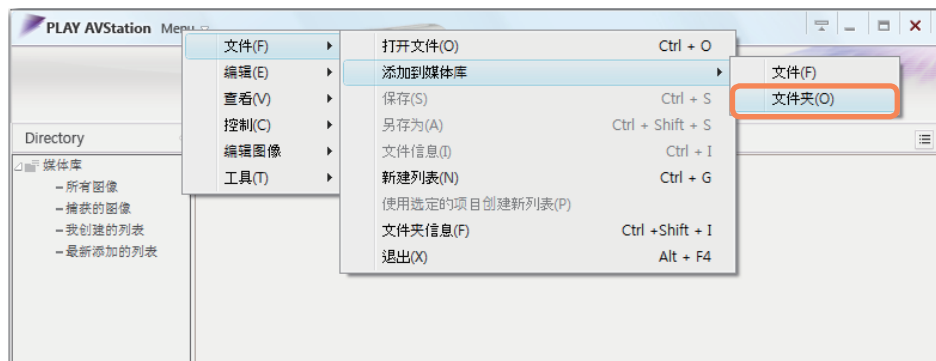 PLAY AVStation Menu
文件(F)
编辑(E)
查看(V)
控制(C)
编辑图像
工具(T)
打开文件(O) Ctrl + O
添加到媒体库
保存(S) Ctrl + S
另存为(A) Ctrl + Shift + S
文件信息(I) Ctrl + I
新建列表(N) Ctrl + G
使用选定的项目创建新列表(P)
文件夹信息(F) Ctrl +Shift + I
退出(X) Alt + F4
文件(F)
文件夹(O)
Directory
媒体库
所有图像
捕获的图像
我创建的列表
最新添加的列表